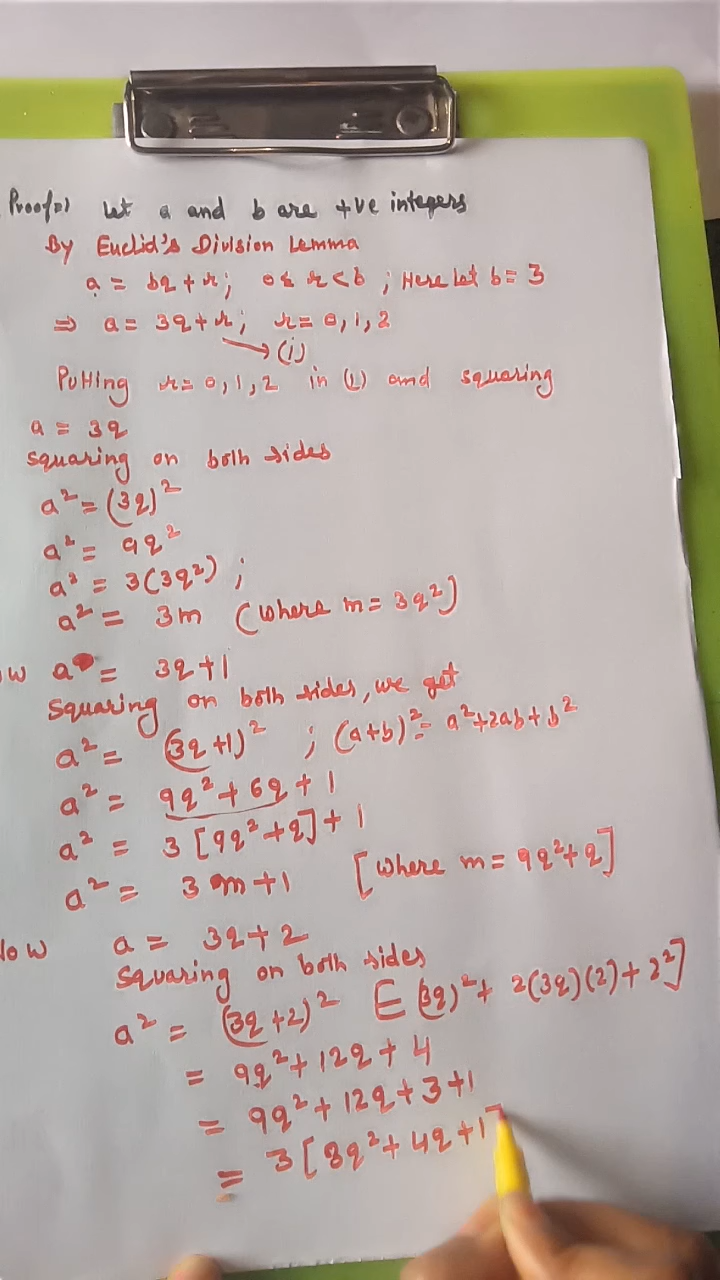 Proof=) Let a and b are +ve integers
By Euclid's Division Lemma
a = bq + r; 0≤ r < b ; Here let b = 3
⇒ a = 3q + r; r = 0, 1, 2
→ (i)
Putting r = 0, 1, 2 in (i) and squaring
a = 3q
squaring on both sides
a² = (3q)²
a² = 9q²
a² = 3(3q²) ;
a² = 3m (where m = 3q²)
ow a = 3q + 1
Squaring on both sides, we get
a² = (3q + 1)² ; (a+b)² = a² + 2ab + b²
a² = 9q² + 6q + 1
a² = 3 [9q² + q] + 1
a² = 3m + 1 [where m = 9q² + q]
Now a = 3q + 2
Squaring on both sides
a² = (3q + 2)² E (3q)² + 2(3q)(2) + 2²]
= 9q² + 12q + 4
= 9q² + 12q + 3 + 1
= 3 [3q² + 4q + 1]